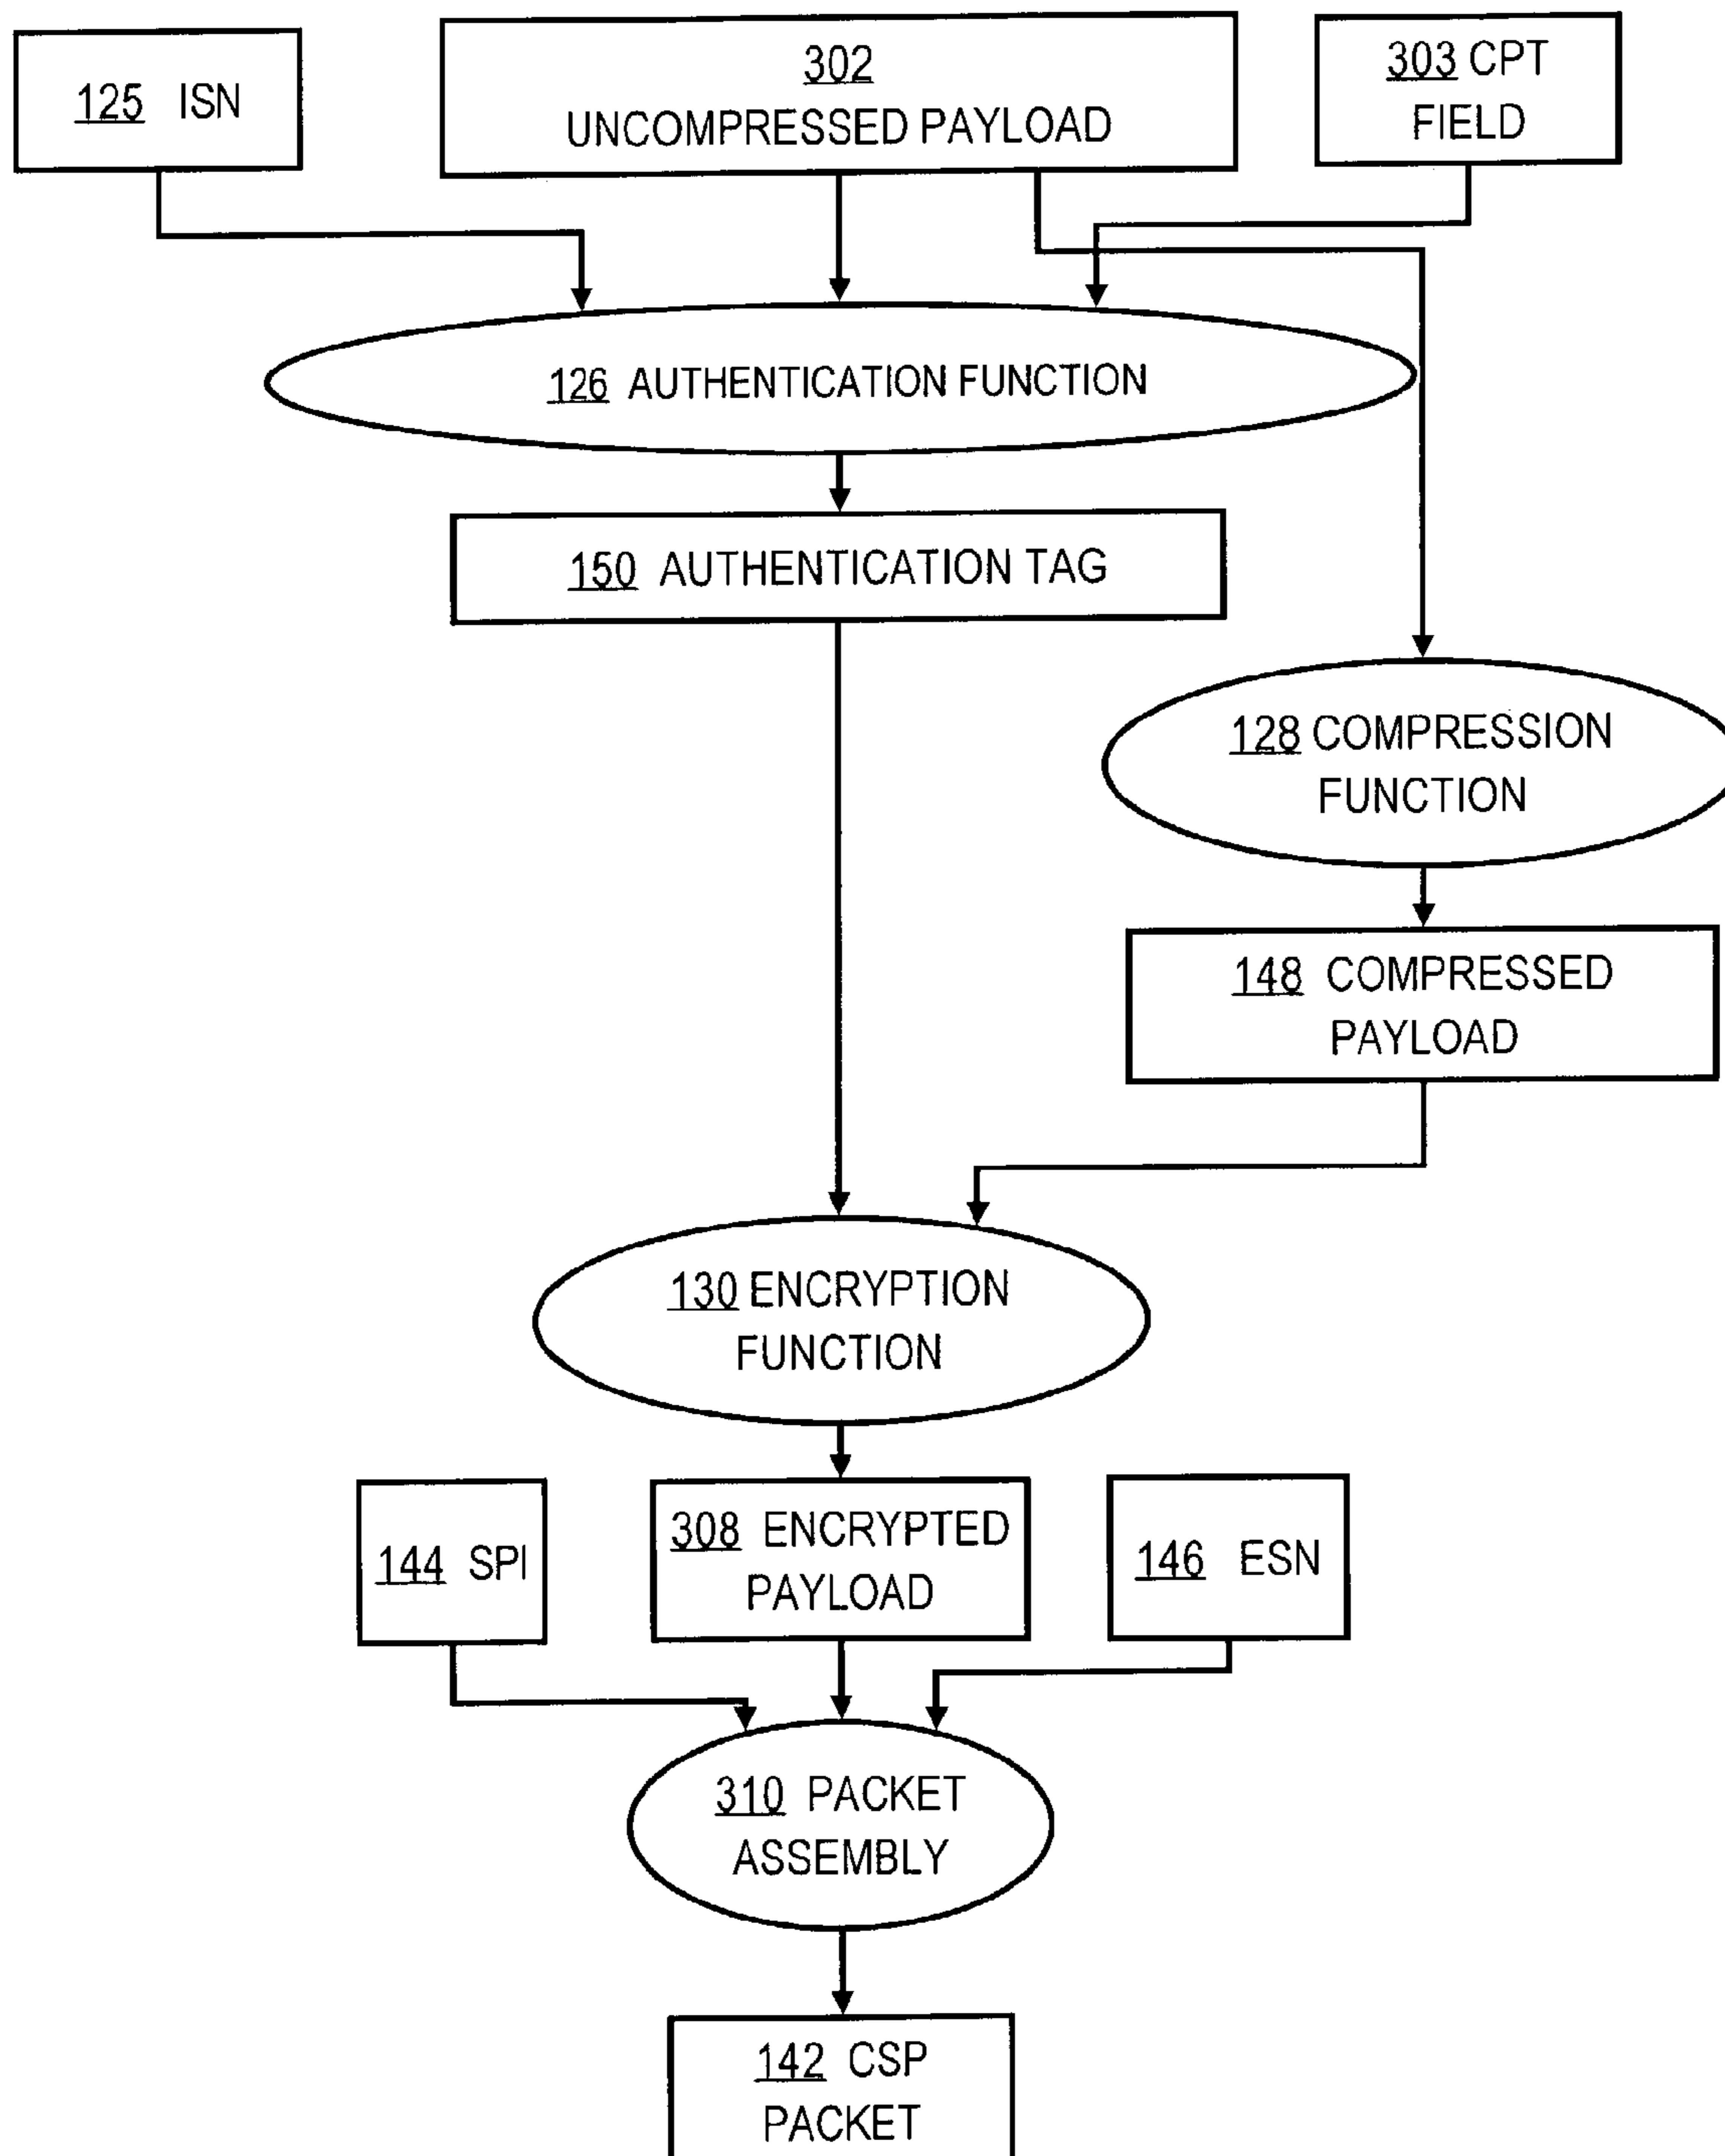 125 ISN
302
UNCOMPRESSED PAYLOAD
303 CPT
FIELD
126 AUTHENTICATION FUNCTION
150 AUTHENTICATION TAG
128 COMPRESSION
FUNCTION
148 COMPRESSED
PAYLOAD
130 ENCRYPTION
FUNCTION
144 SPI
308 ENCRYPTED
PAYLOAD
146 ESN
310 PACKET
ASSEMBLY
142 CSP
PACKET